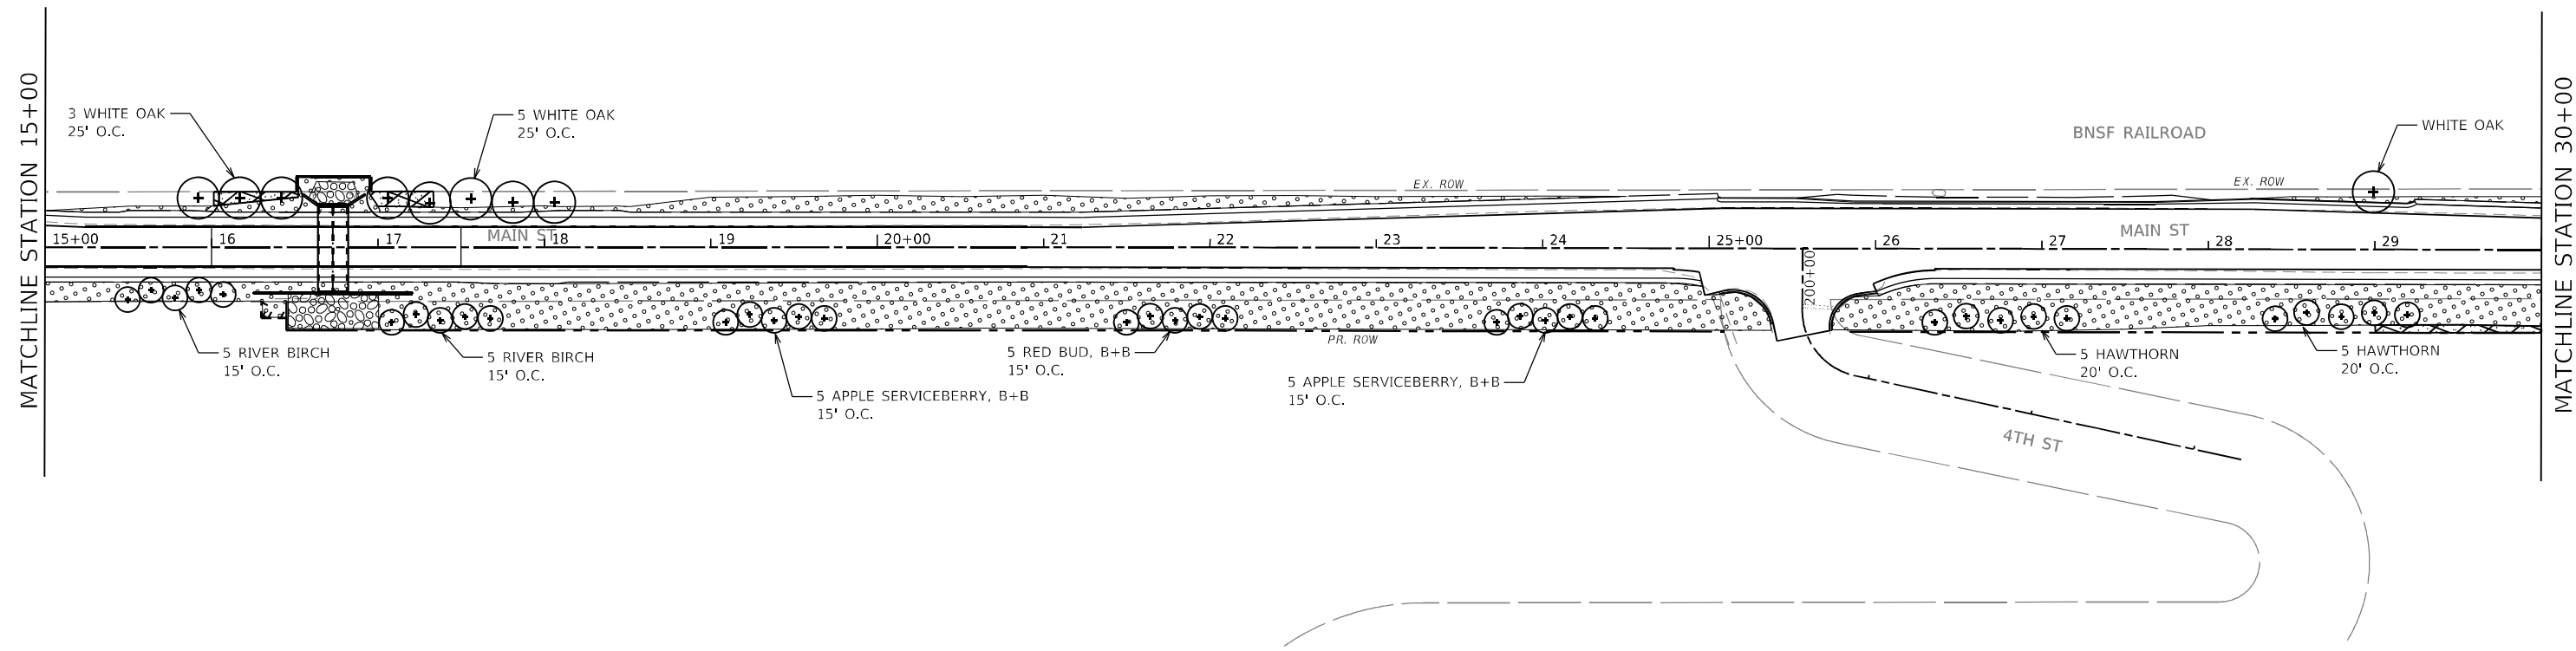 MATCHLINE STATION 15+00
3 WHITE OAK
25' O.C.
5 WHITE OAK
25' O.C.
BNSF RAILROAD
WHITE OAK
MATCHLINE STATION 30+00
EX. ROW
EX. ROW
MAIN ST
MAIN ST
15+00
16
17
18
19
20+00
21
22
23
24
25+00
26
27
28
29
200+00
PR. ROW
5 RIVER BIRCH
15' O.C.
5 RIVER BIRCH
15' O.C.
5 APPLE SERVICEBERRY, B+B
15' O.C.
5 RED BUD, B+B
15' O.C.
5 APPLE SERVICEBERRY, B+B
15' O.C.
5 HAWTHORN
20' O.C.
5 HAWTHORN
20' O.C.
4TH ST